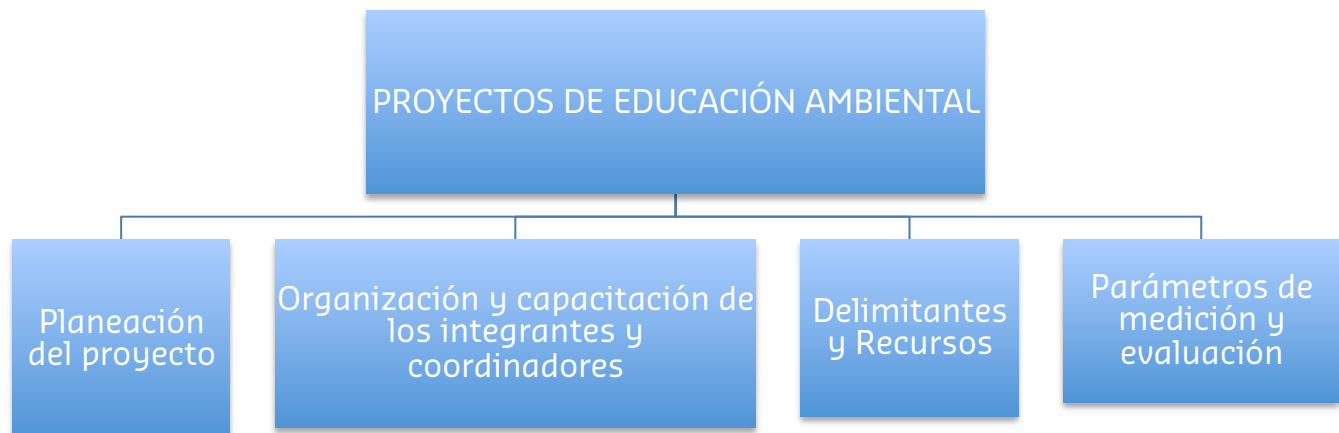 PROYECTOS DE EDUCACIÓN AMBIENTAL
Planeación
del proyecto
Organización y capacitación de
los integrantes y
coordinadores
Delimitantes
y Recursos
Parámetros de
medición y
evaluación